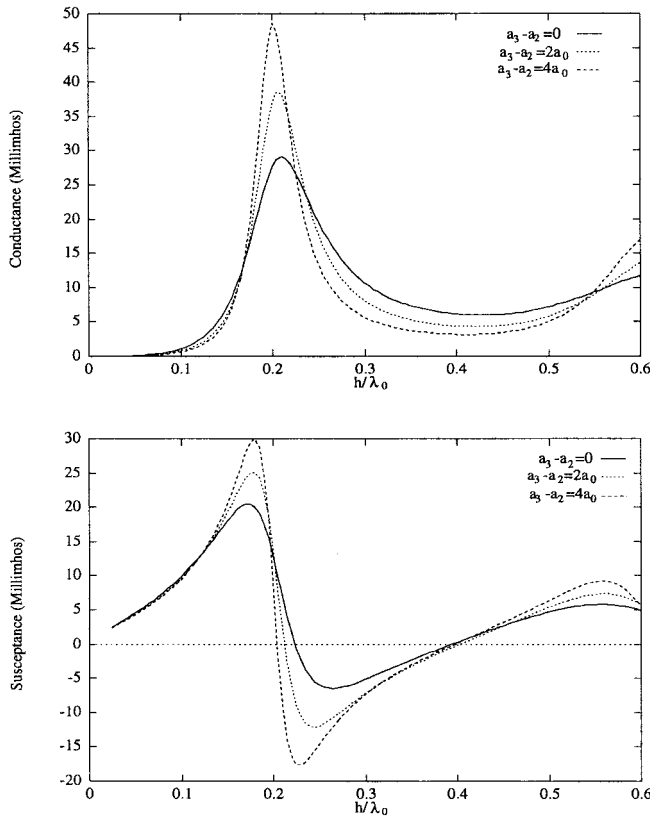 50
45
40
35
30
25
20
15
10
5
0
Conductance (Millimhos)
a₃-a₂=0
a₃-a₂=2a₀
a₃-a₂=4a₀
0 0.1 0.2 0.3 0.4 0.5 0.6
h/λ₀
30
25
20
15
10
5
0
-5
-10
-15
-20
Susceptance (Millimhos)
a₃-a₂=0
a₃-a₂=2a₀
a₃-a₂=4a₀
0 0.1 0.2 0.3 0.4 0.5 0.6
h/λ₀